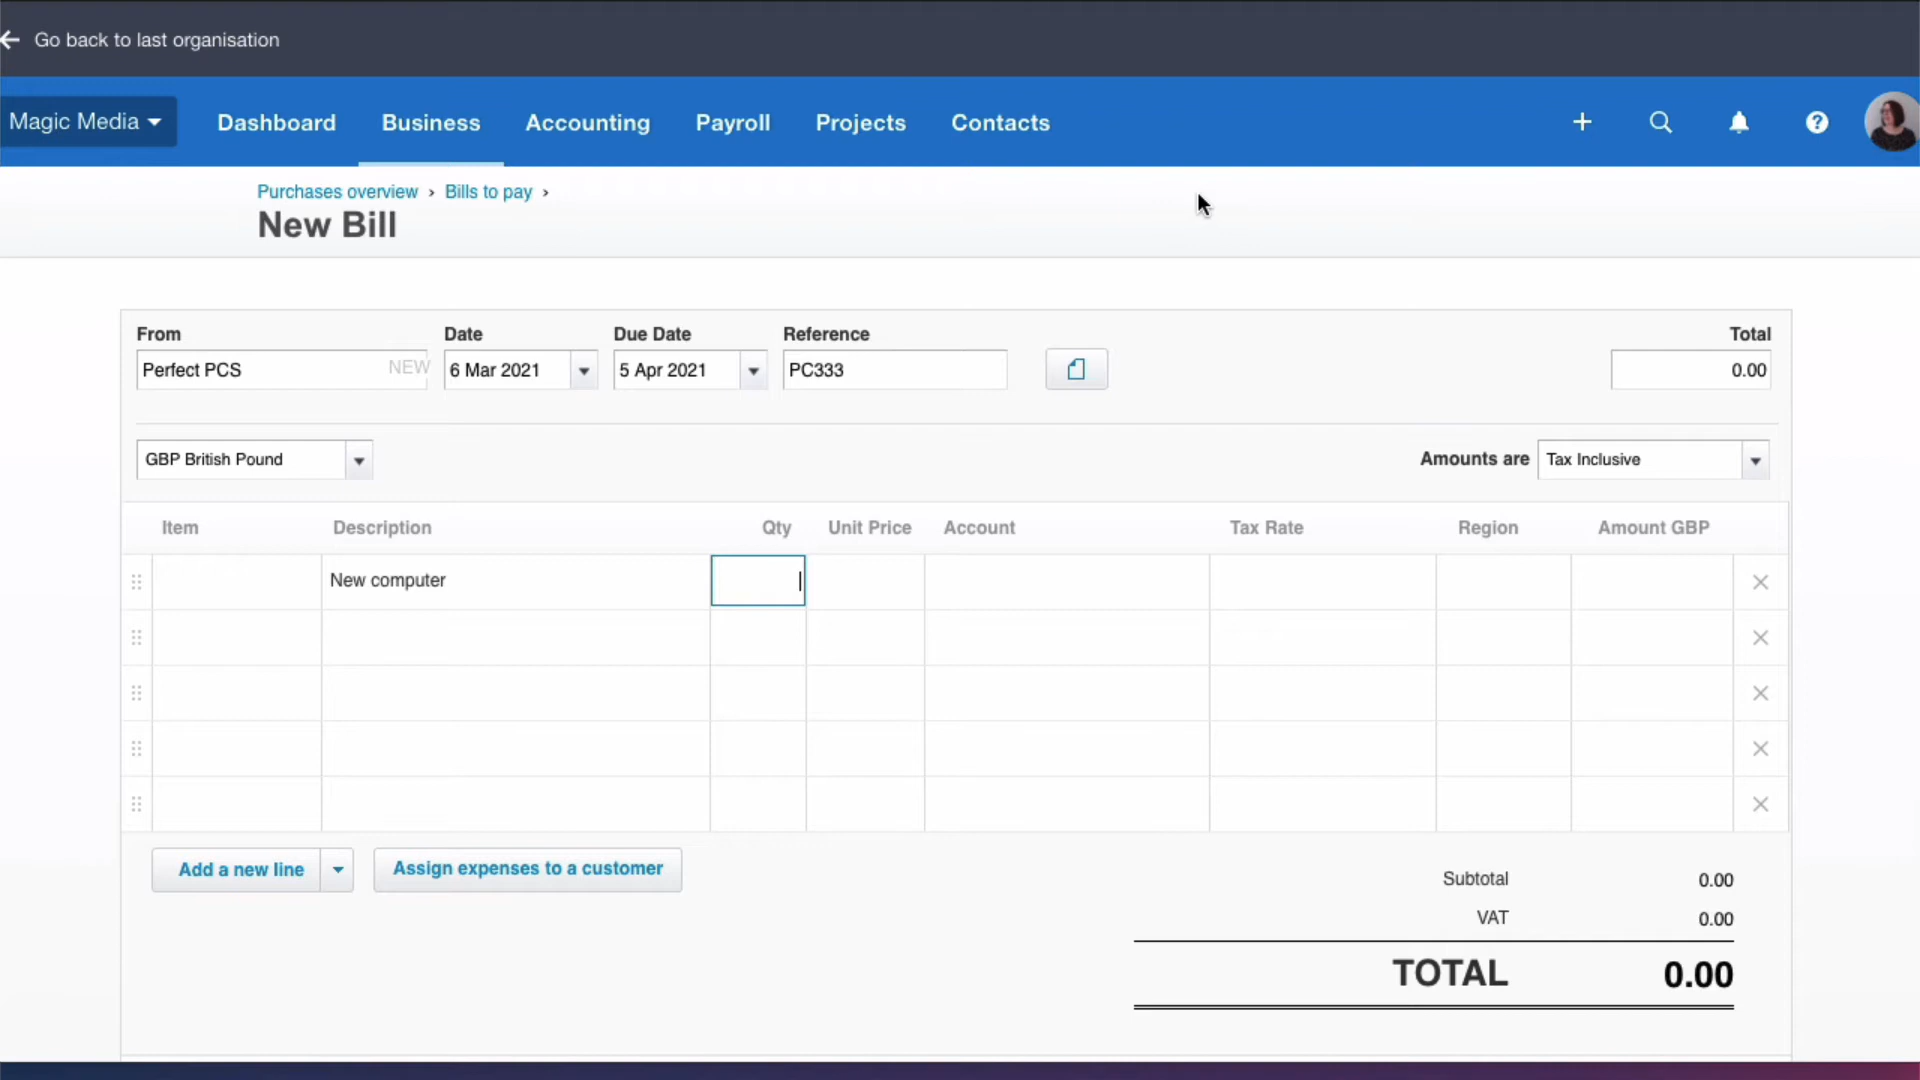 Go back to last organisation
Magic Media Dashboard Business Accounting Payroll Projects Contacts
Purchases overview › Bills to pay ›
New Bill
From Date Due Date Reference Total
Perfect PCS NEW 6 Mar 2021 5 Apr 2021 PC333 0.00
GBP British Pound Amounts are Tax Inclusive
Item Description Qty Unit Price Account Tax Rate Region Amount GBP
New computer
Add a new line Assign expenses to a customer
Subtotal 0.00
VAT 0.00
TOTAL 0.00